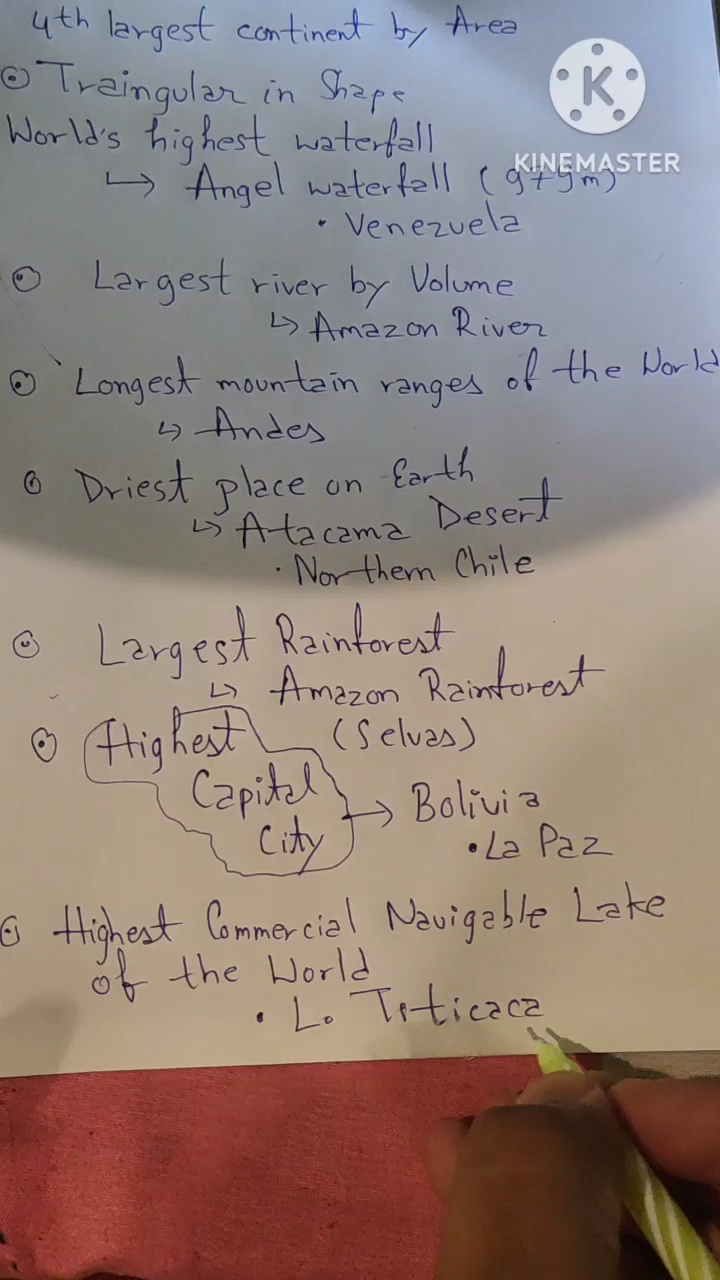 4th largest continent by Area
Traingular in Shape
K
KINEMASTER
World's highest waterfall
↳ Angel waterfall (979m)
• Venezuela
Largest river by Volume
↳ Amazon River
Longest mountain ranges of the World
↳ Andes
Driest place on Earth
↳ Atacama Desert
• Northern Chile
Largest Rainforest
↳ Amazon Rainforest
(Selvas)
Highest
Capital
City → Bolivia
• La Paz
Highest Commercial Navigable Lake
of the World
• L. Titicaca